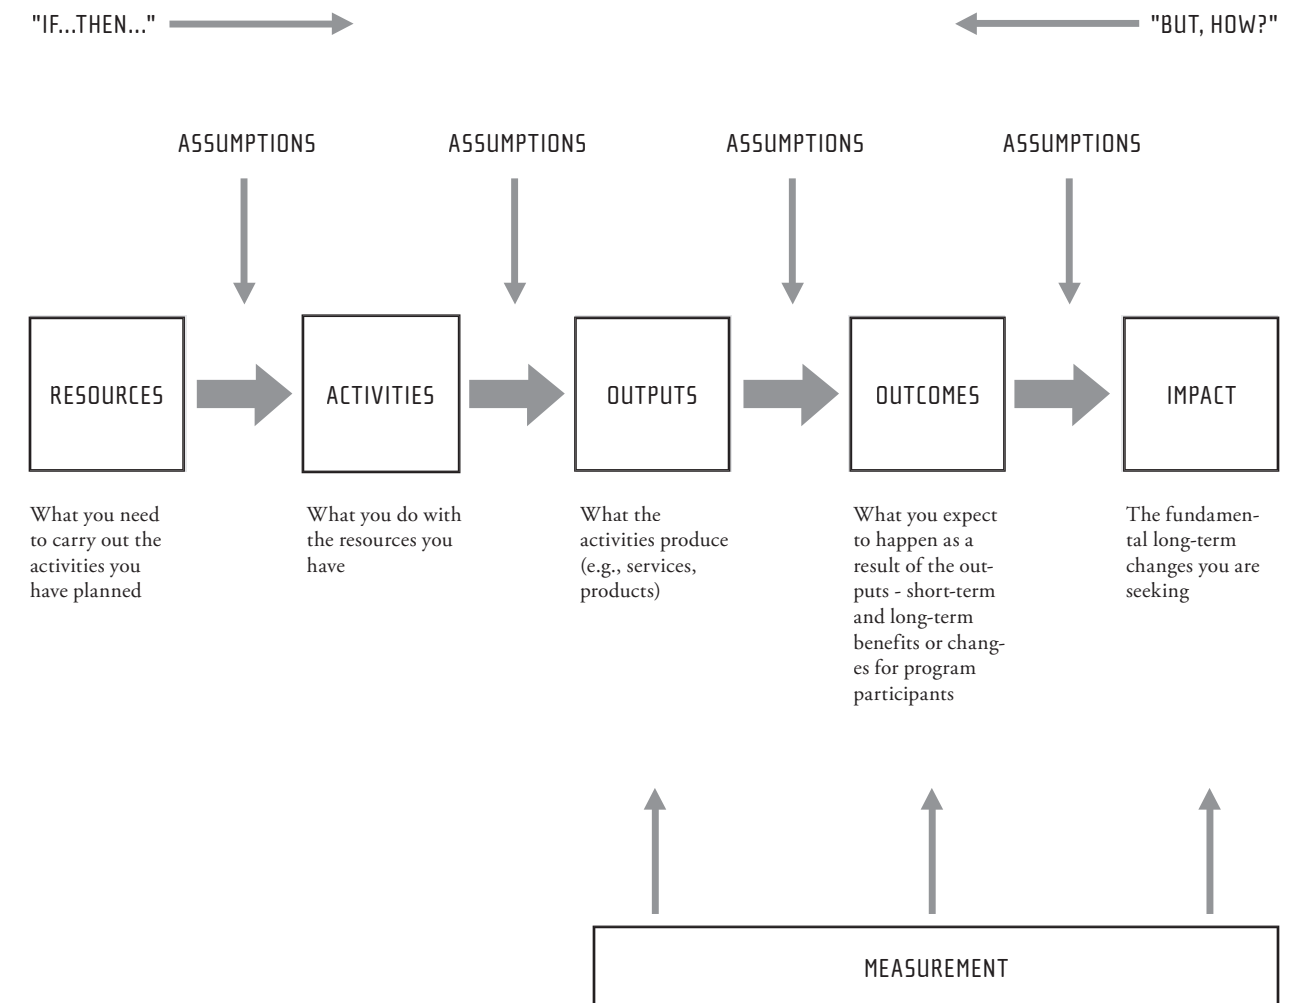 "IF...THEN..."
"BUT, HOW?"
ASSUMPTIONS
ASSUMPTIONS
ASSUMPTIONS
ASSUMPTIONS
RESOURCES
ACTIVITIES
OUTPUTS
OUTCOMES
IMPACT
What you need
to carry out the
activities you
have planned
What you do with
the resources you
have
What the
activities produce
(e.g., services,
products)
What you expect
to happen as a
result of the out-
puts - short-term
and long-term
benefits or chang-
es for program
participants
The fundamen-
tal long-term
changes you are
seeking
MEASUREMENT